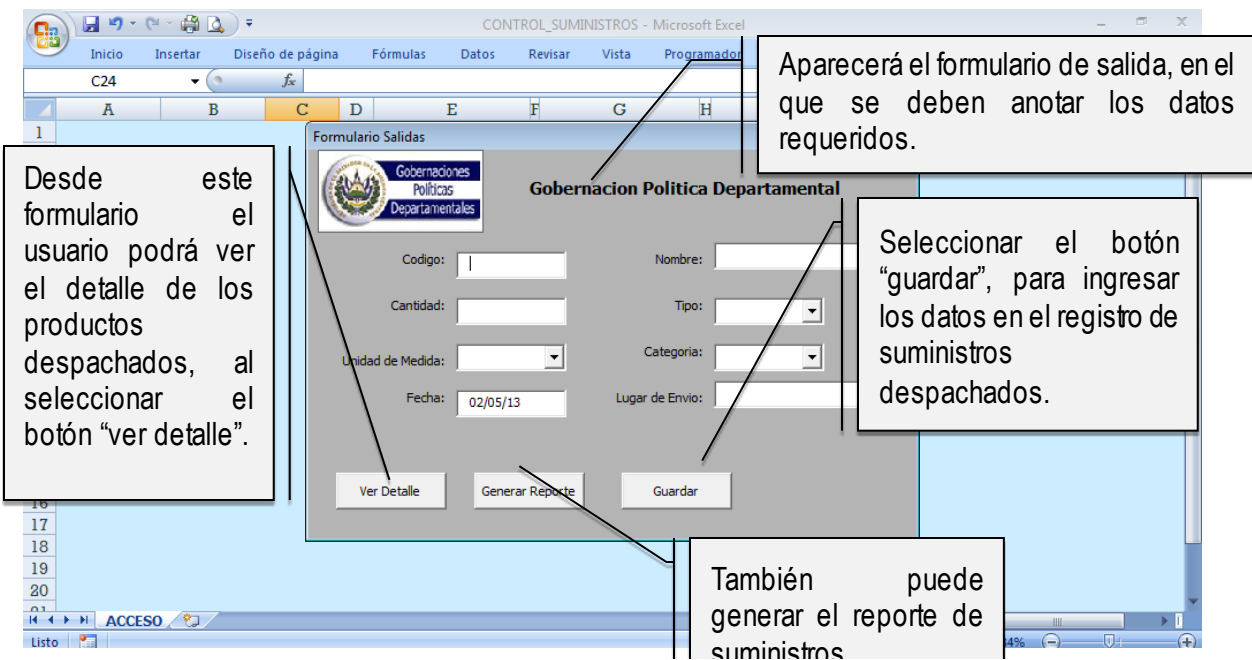 CONTROL_SUMINISTROS - Microsoft Excel
Inicio Insertar Diseño de página Fórmulas Datos Revisar Vista Programador
C24 fx
A B C D E F G H
1
Formulario Salidas
Gobernaciones
Políticas
Departamentales
Gobernacion Politica Departamental
Codigo:
Nombre:
Cantidad:
Tipo:
Unidad de Medida:
Categoria:
Fecha: 02/05/13
Lugar de Envio:
Ver Detalle
Generar Reporte
Guardar
Aparecerá el formulario de salida, en el
que se deben anotar los datos
requeridos.
Desde este
formulario el
usuario podrá ver
el detalle de los
productos
despachados, al
seleccionar el
botón “ver detalle”.
Seleccionar el botón
“guardar”, para ingresar
los datos en el registro de
suministros
despachados.
También puede
generar el reporte de
suministros
16
17
18
19
20
21
ACCESO
Listo